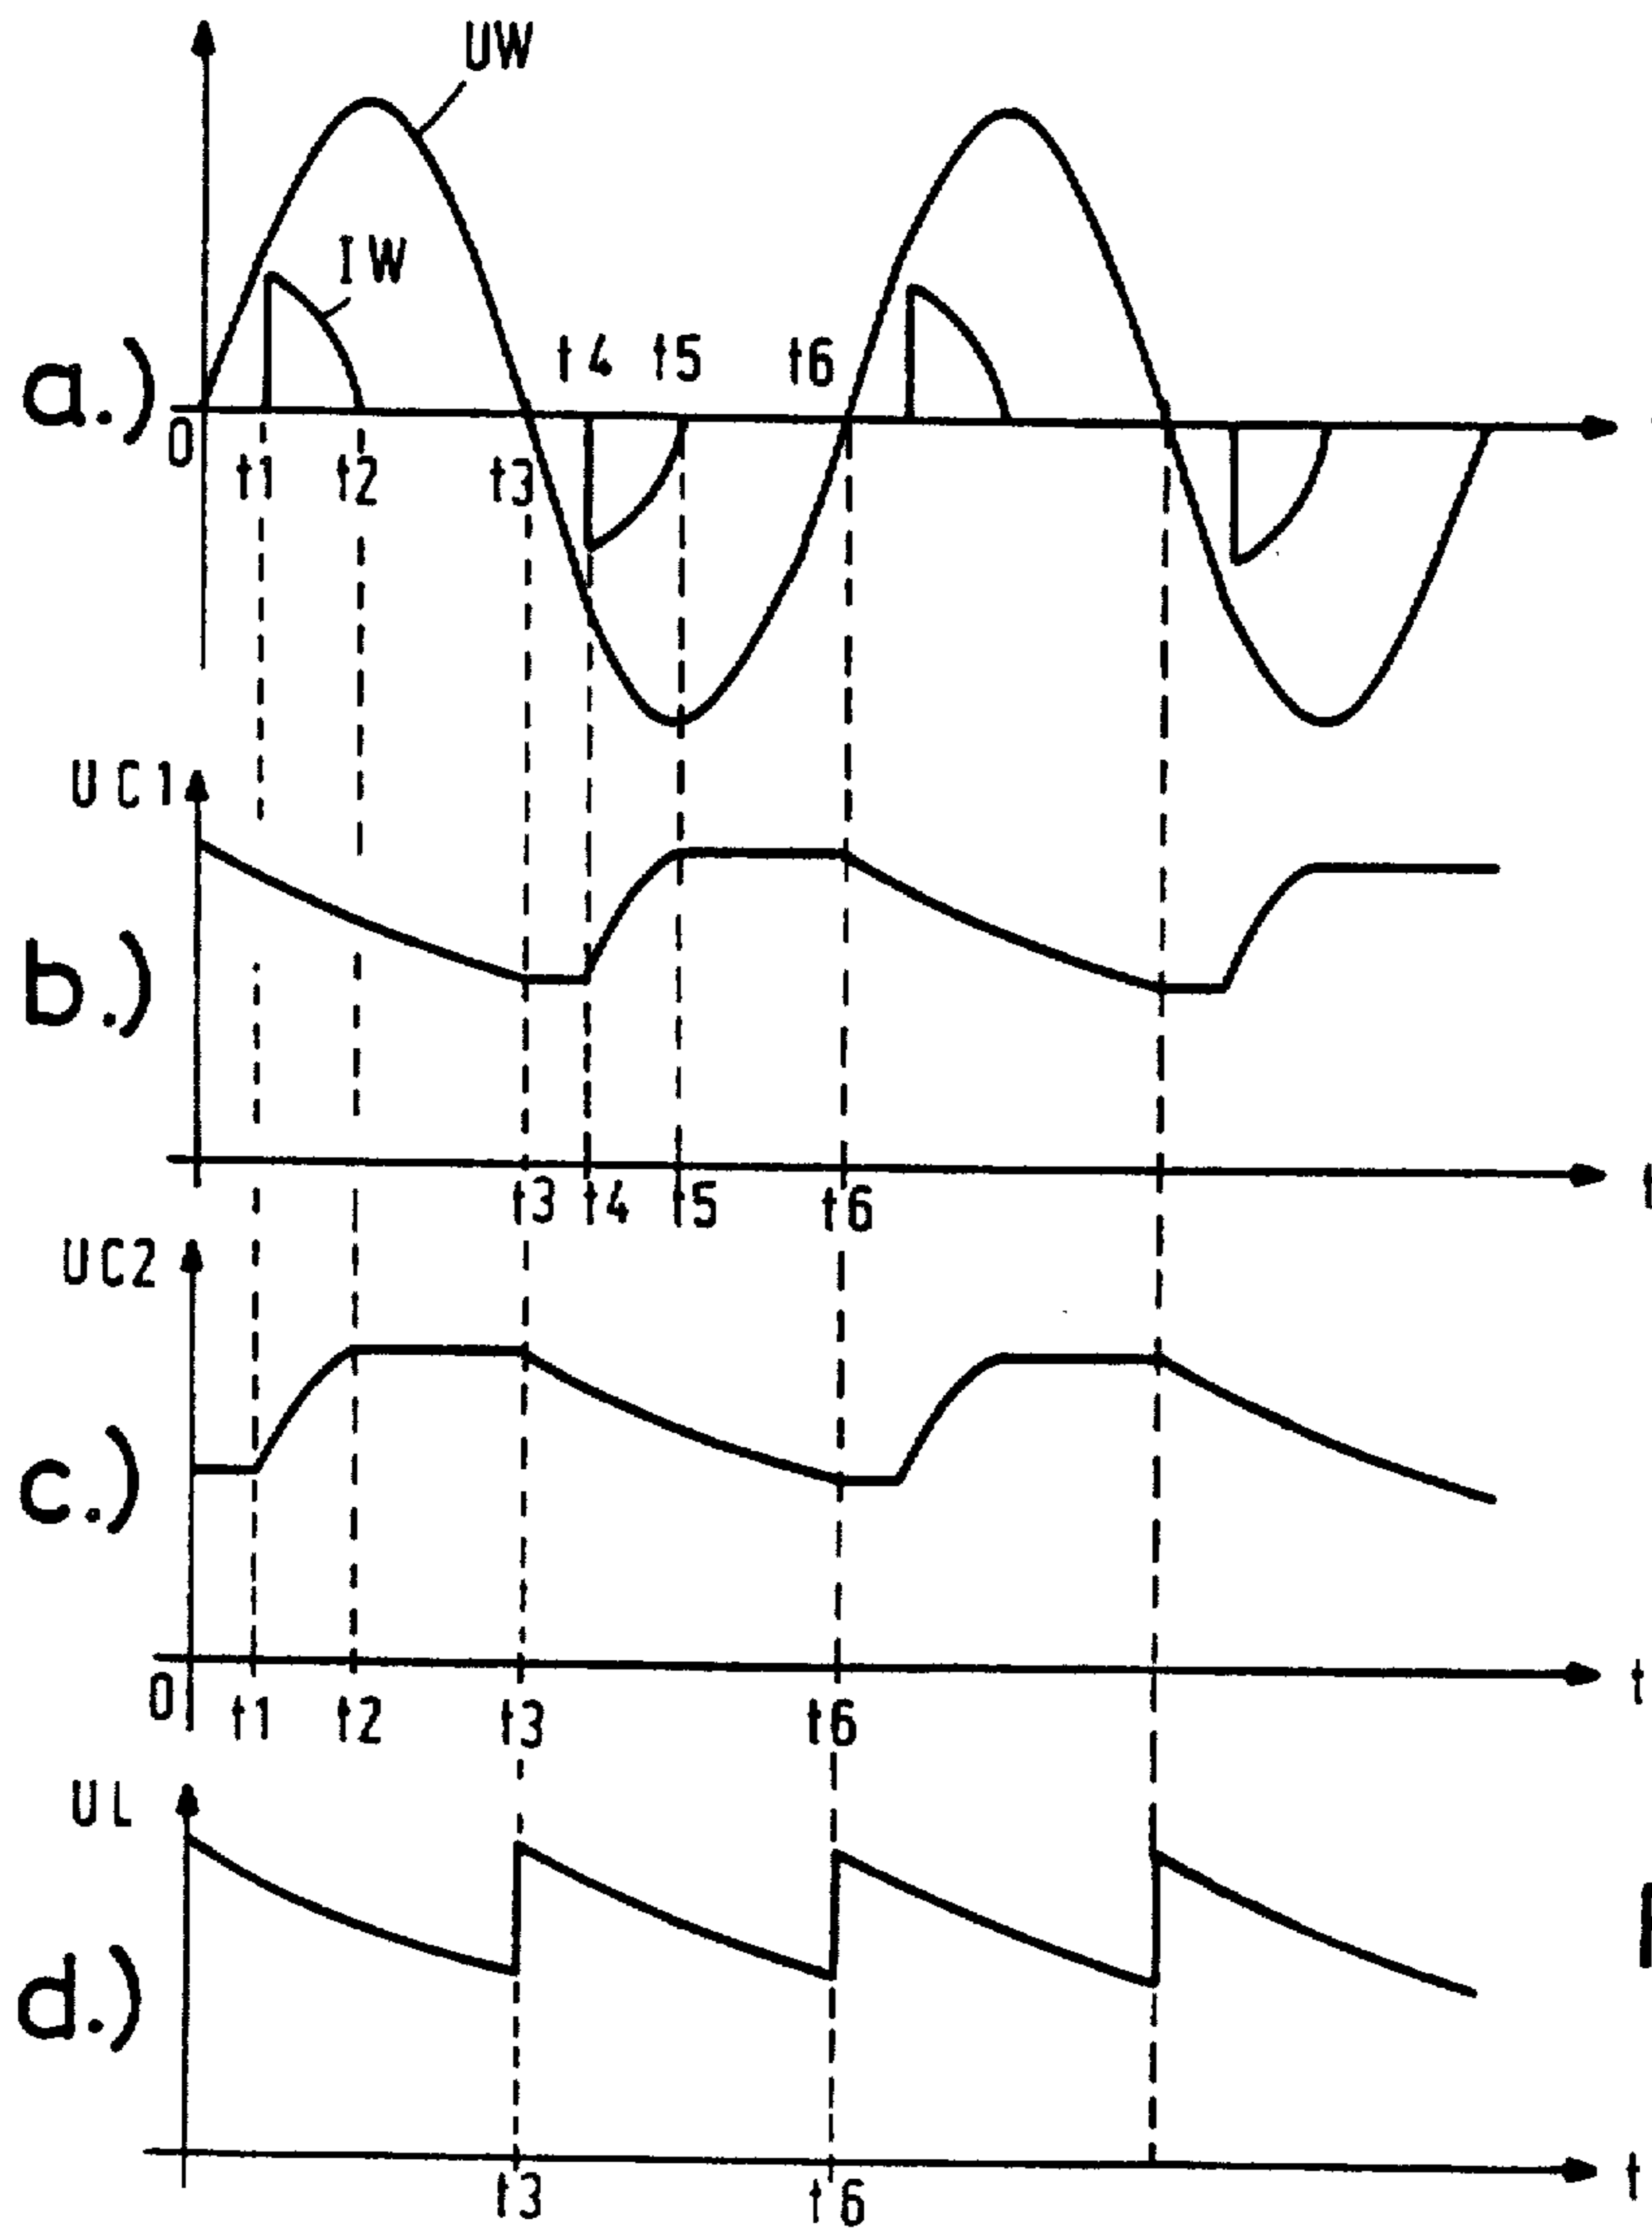 UW
IW
t4 t5 t6
a.)
0
t1 t2 t3
UC1
b.)
t3 t4 t5 t6
UC2
c.)
t
0 t1 t2 t3 t6
UL
d.)
t
t3 t6